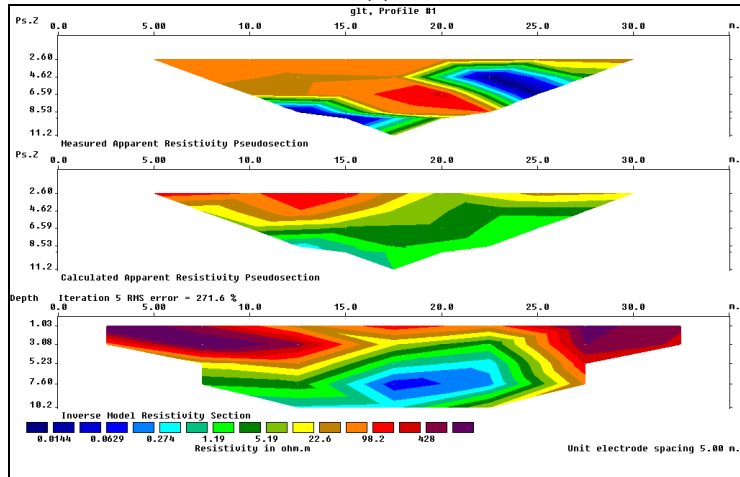 glt, Profile #1
Ps.Z 0.0 5.00 10.0 15.0 20.0 25.0 30.0 m.
2.60
4.62
6.59
8.53
11.2
Measured Apparent Resistivity Pseudosection
Ps.Z 0.0 5.00 10.0 15.0 20.0 25.0 30.0 m.
2.60
4.62
6.59
8.53
11.2
Calculated Apparent Resistivity Pseudosection
Depth Iteration 5 RMS error = 271.6 %
0.0 5.00 10.0 15.0 20.0 25.0 30.0 m.
1.03
3.08
5.23
7.60
10.2
Inverse Model Resistivity Section
0.0144 0.0629 0.274 1.19 5.19 22.6 98.2 428
Resistivity in ohm.m Unit electrode spacing 5.00 m.